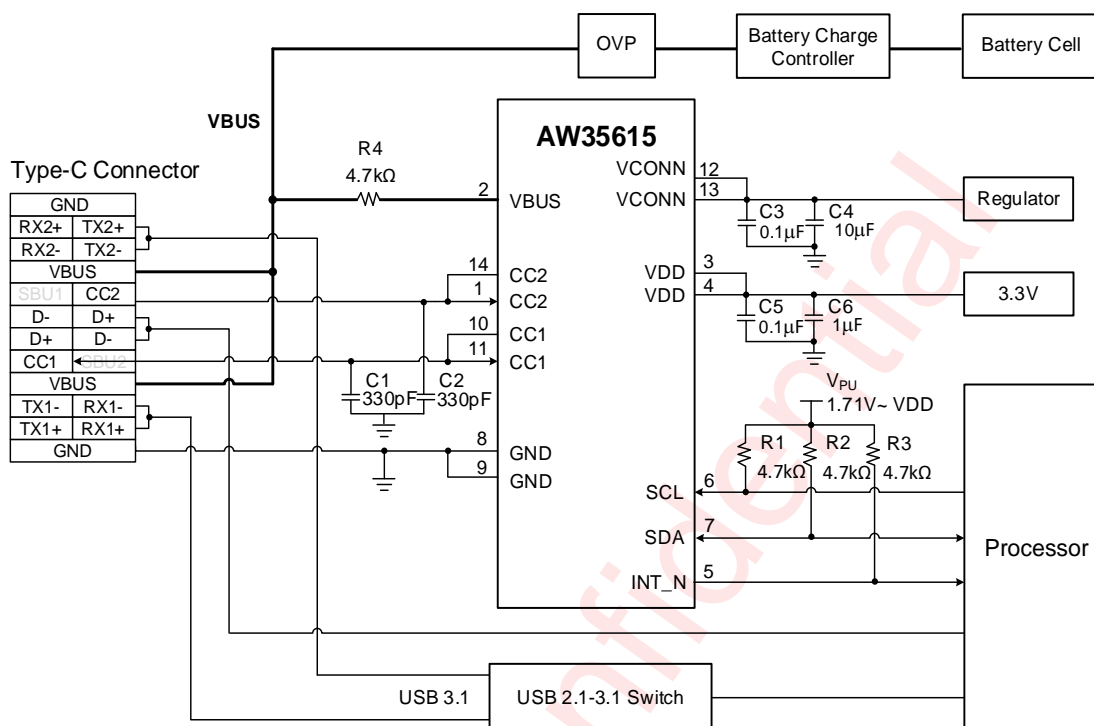 OVP
Battery Charge
Controller
Battery Cell
VBUS
AW35615
Type-C Connector
R4
4.7kΩ
2
VBUS
VCONN
12
VCONN
13
Regulator
C3
0.1µF
C4
10µF
GND
RX2+ TX2+
RX2- TX2-
VBUS
SBU1 CC2
D- D+
D+ D-
CC1 SBU2
VBUS
TX1- RX1-
TX1+ RX1+
GND
14
CC2
1
CC2
10
CC1
11
CC1
VDD
3
VDD
4
3.3V
C5
0.1µF
C6
1µF
C1
330pF
C2
330pF
VPU
1.71V~ VDD
8
GND
9
GND
R1
4.7kΩ
R2
4.7kΩ
R3
4.7kΩ
SCL
6
SDA
7
INT_N
5
Processor
USB 3.1
USB 2.1-3.1 Switch
nfidential